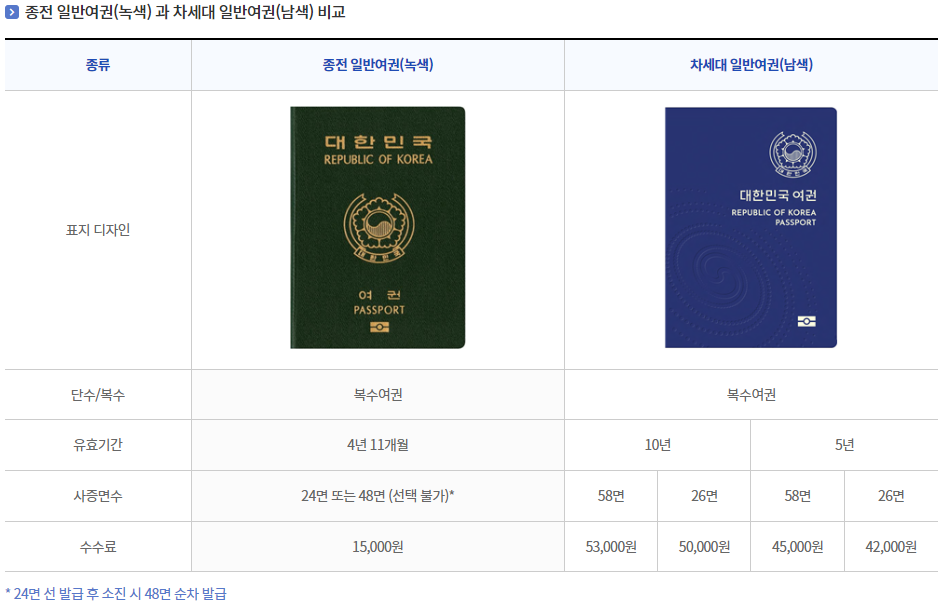 종전 일반여권(녹색) 과 차세대 일반여권(남색) 비교
종류 종전 일반여권(녹색) 차세대 일반여권(남색)
표지 디자인
대한민국
REPUBLIC OF KOREA
대한민국
여 권
PASSPORT
대한민국
대한민국 여권
REPUBLIC OF KOREA
PASSPORT
단수/복수 복수여권 복수여권
유효기간 4년 11개월 10년 5년
사증면수 24면 또는 48면 (선택 불가)* 58면 26면 58면 26면
수수료 15,000원 53,000원 50,000원 45,000원 42,000원
* 24면 선 발급 후 소진 시 48면 순차 발급